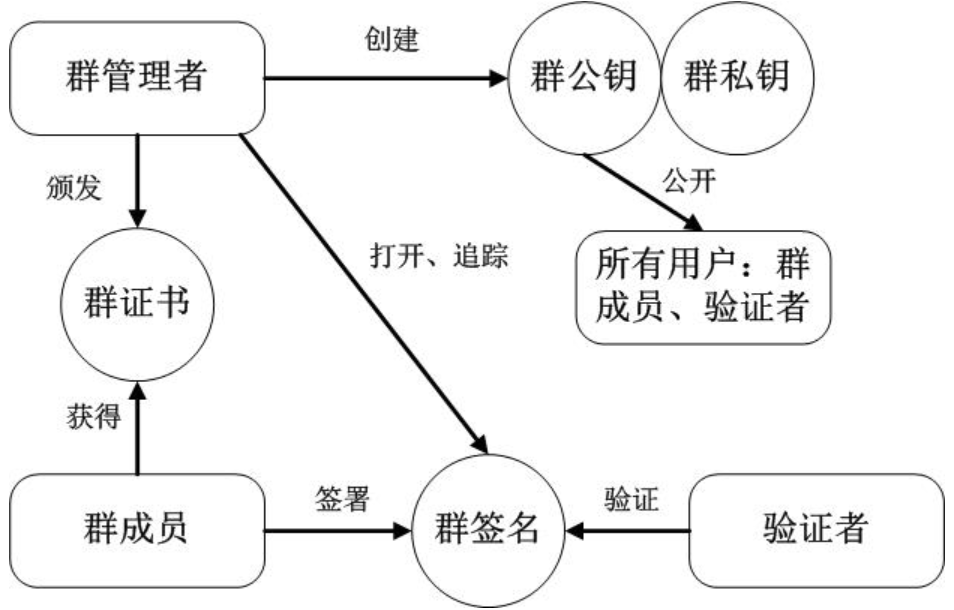 群管理者
创建
群公钥
群私钥
颁发
公开
打开、追踪
所有用户：群
成员、验证者
群证书
获得
群成员
签署
群签名
验证
验证者